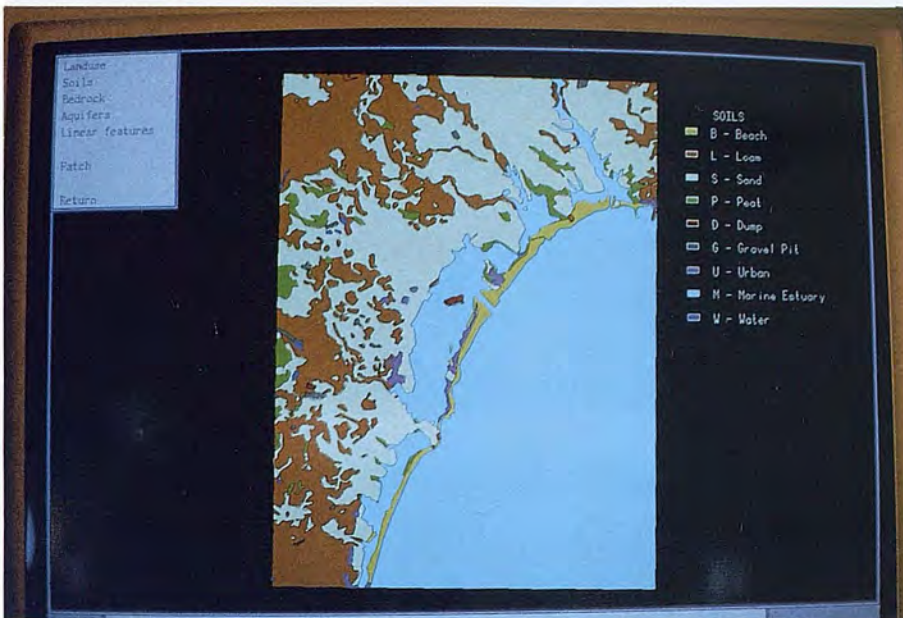 Landuse
Soils
Bedrock
Aquifers
Linear features
Patch
Return
SOILS
B - Beach
L - Loam
S - Sand
P - Peat
D - Dump
G - Gravel Pit
U - Urban
M - Marine Estuary
W - Water